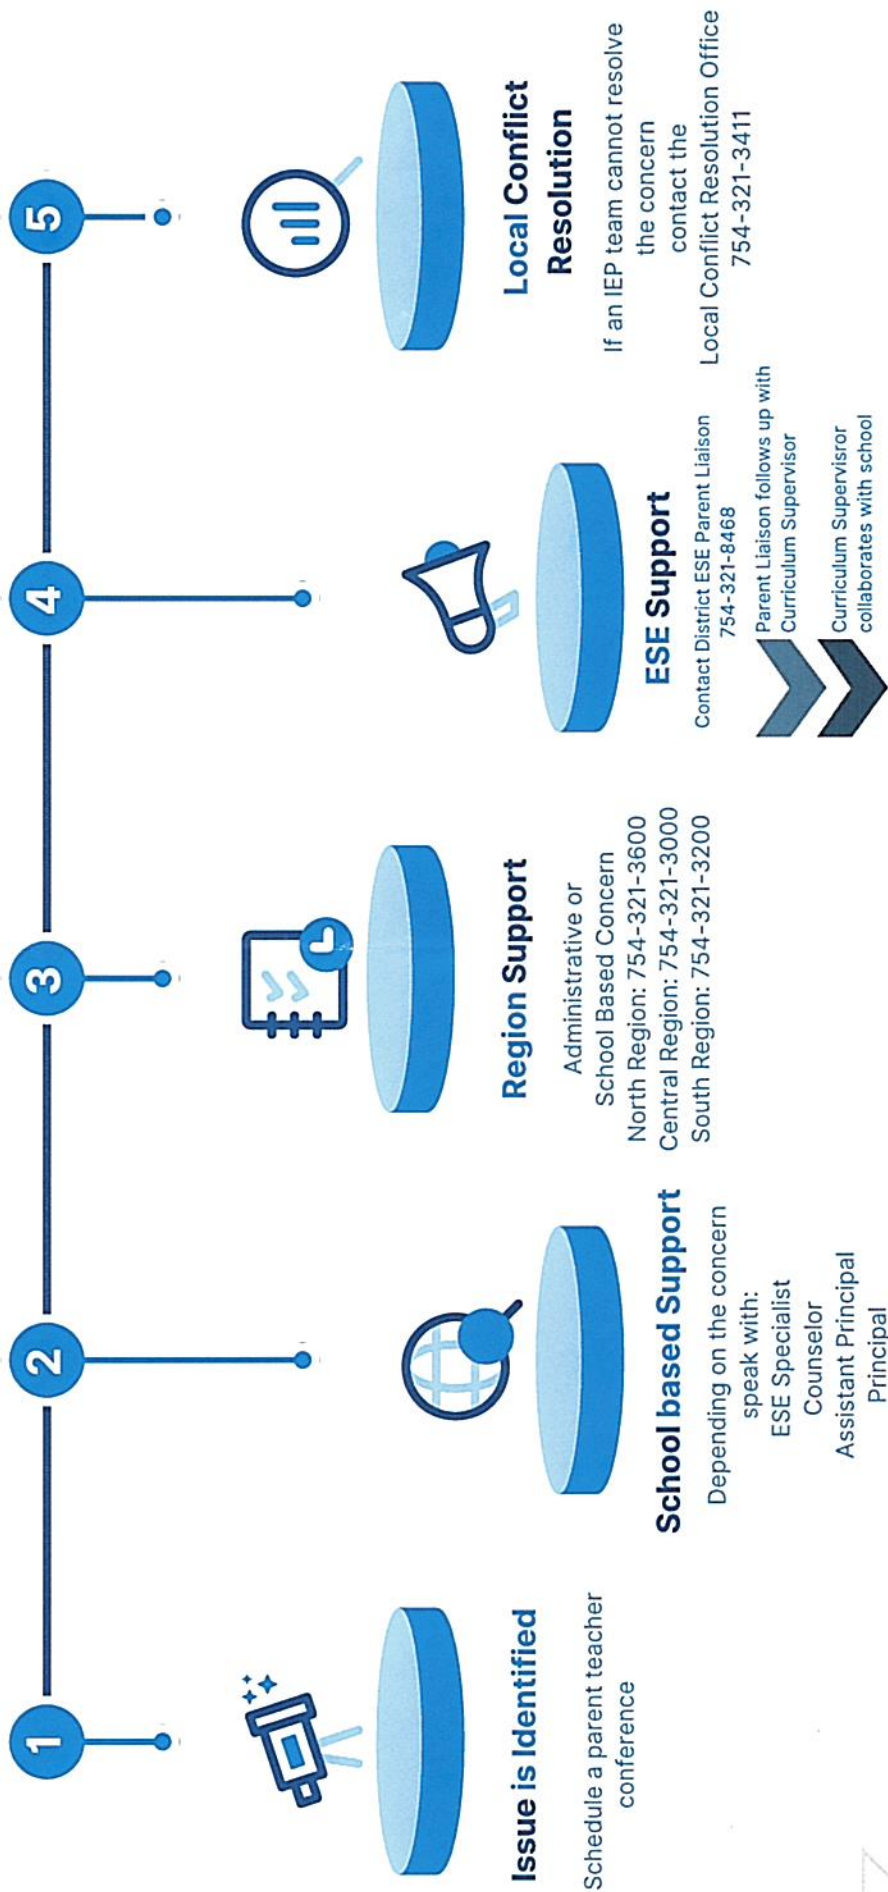 1
Issue is Identified
Schedule a parent teacher
conference
2
School based Support
Depending on the concern
speak with:
ESE Specialist
Counselor
Assistant Principal
Principal
3
Region Support
Administrative or
School Based Concern
North Region: 754-321-3600
Central Region: 754-321-3000
South Region: 754-321-3200
4
ESE Support
Contact District ESE Parent Liaison
754-321-8468
Parent Liaison follows up with
Curriculum Supervisor
Curriculum Supervisror
collaborates with school
5
Local Conflict
Resolution
If an IEP team cannot resolve
the concern
contact the
Local Conflict Resolution Office
754-321-3411